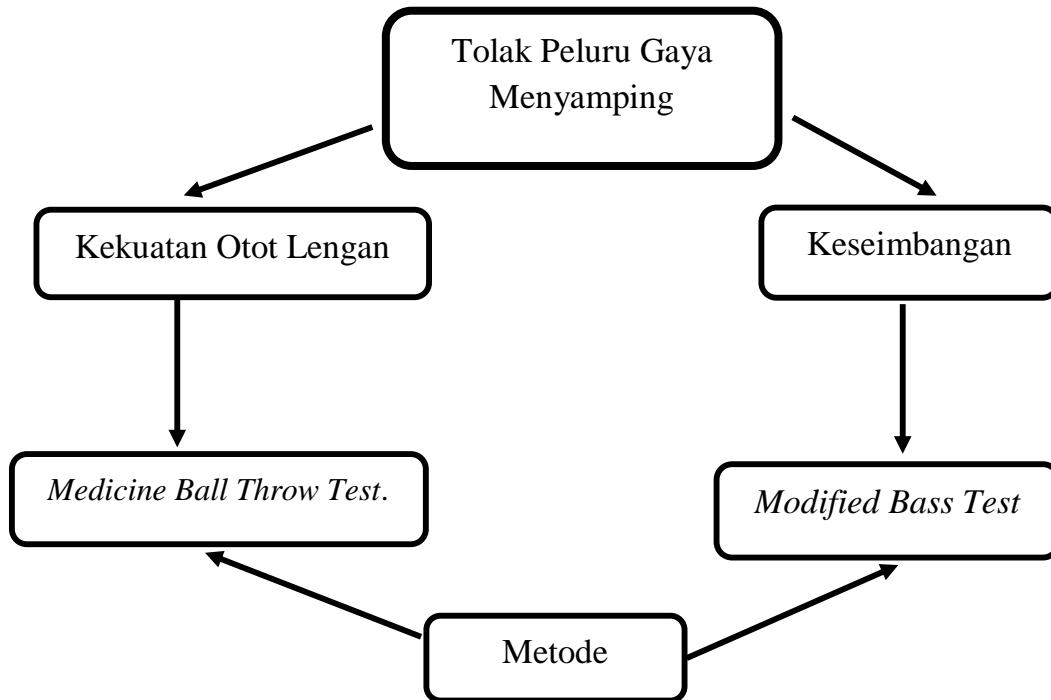 Tolak Peluru Gaya
Menyamping
Kekuatan Otot Lengan
Keseimbangan
Medicine Ball Throw Test.
Modified Bass Test
Metode